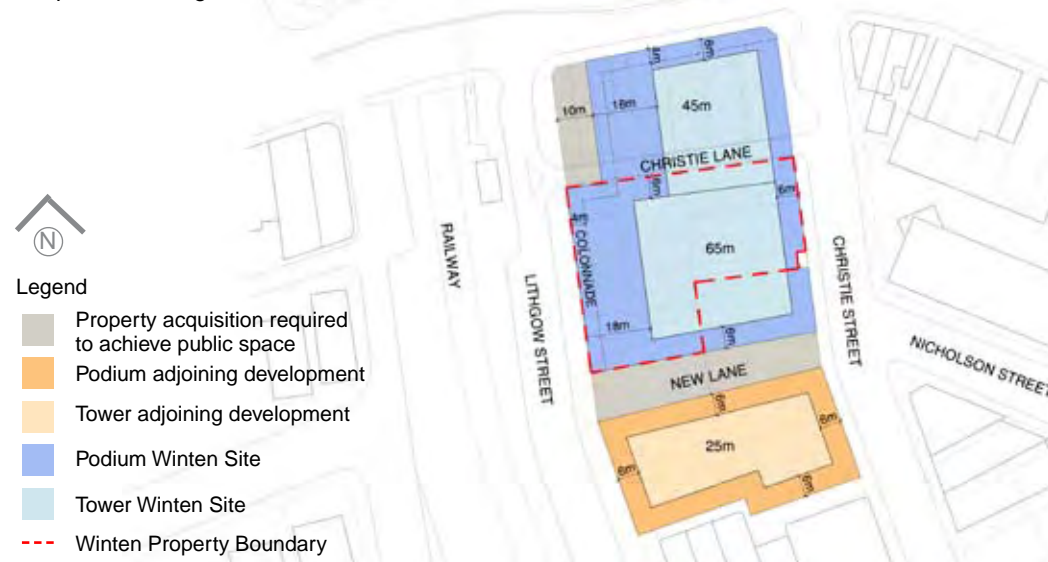 6m
4m
10m
18m
45m
CHRISTIE LANE
6m
6m
COLONNADE
65m
RAILWAY
LITHGOW STREET
CHRISTIE STREET
18m
6m
NEW LANE
NICHOLSON STREET
6m
6m
25m
6m
6m
N
Legend
Property acquisition required
to achieve public space
Podium adjoining development
Tower adjoining development
Podium Winten Site
Tower Winten Site
Winten Property Boundary